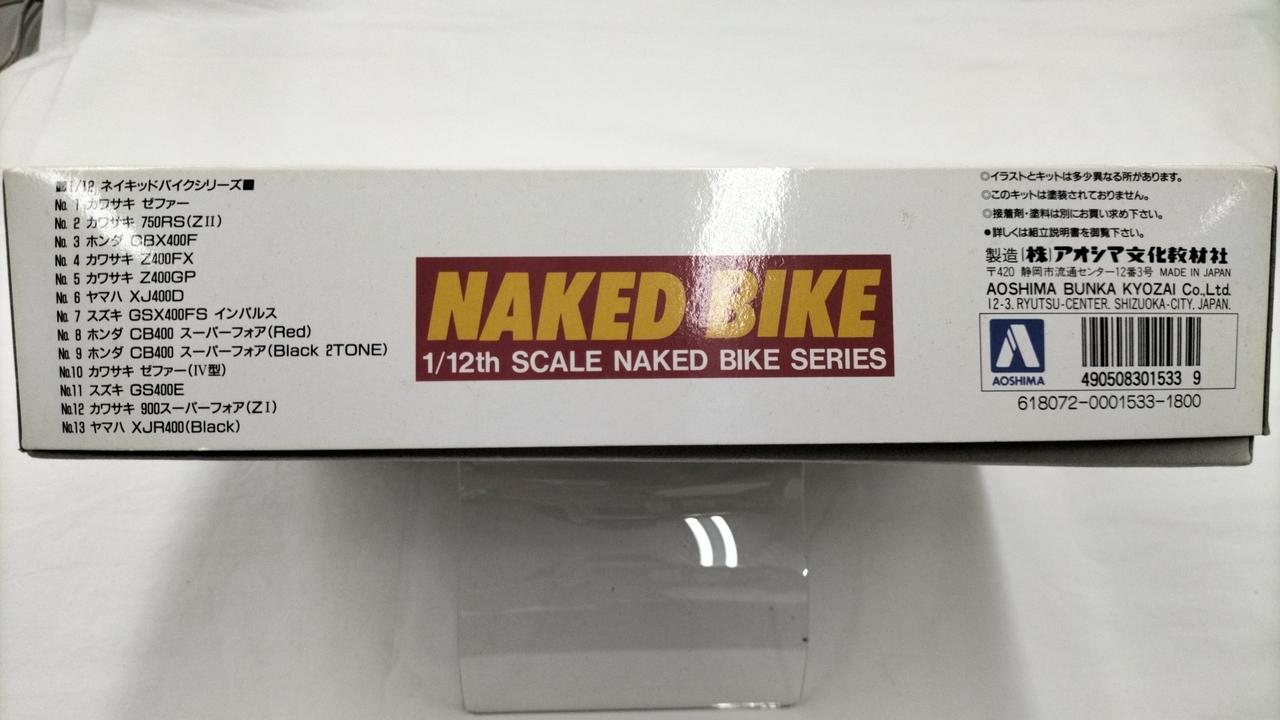 ■1/12 ネイキッドバイクシリーズ■
No. 1 カワサキ ゼファー
No. 2 カワサキ 750RS(ZII)
No. 3 ホンダ CBX400F
No. 4 カワサキ Z400FX
No. 5 カワサキ Z400GP
No. 6 ヤマハ XJ400D
No. 7 スズキ GSX400FS インパルス
No. 8 ホンダ CB400 スーパーフォア(Red)
No. 9 ホンダ CB400 スーパーフォア(Black 2TONE)
No.10 カワサキ ゼファー(IV型)
No.11 スズキ GS400E
No.12 カワサキ 900スーパーフォア(ZI)
No.13 ヤマハ XJR400(Black)
NAKED BIKE
1/12th SCALE NAKED BIKE SERIES
◎イラストとキットは多少異なる所があります。
◎このキットは塗装されておりません。
◎接着剤・塗料は別にお買い求め下さい。
●詳しくは組立説明書を御覧下さい。
製造 (株)アオシマ文化教材社
〒420 静岡市流通センター12番3号 MADE IN JAPAN
AOSHIMA BUNKA KYOZAI Co.,Ltd.
12-3. RYUTSU-CENTER. SHIZUOKA-CITY. JAPAN.
AOSHIMA
490508301533 9
618072-0001533-1800